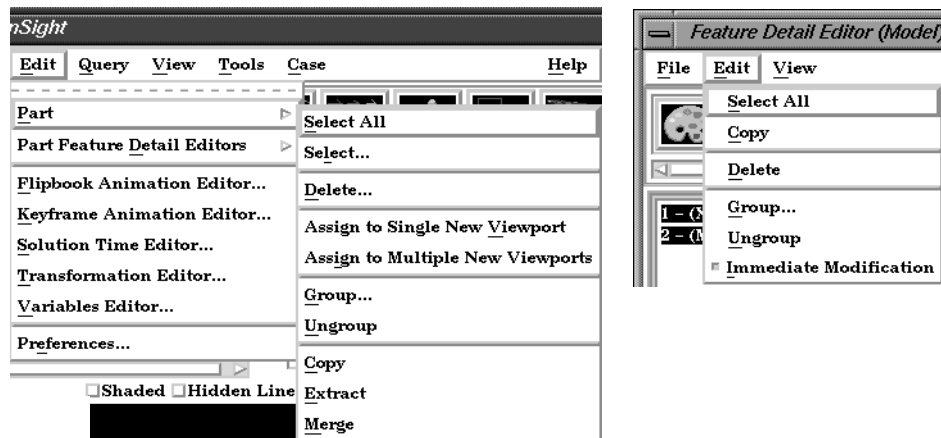 nSight
Edit Query View Tools Case Help
Part
Part Feature Detail Editors
Flipbook Animation Editor...
Keyframe Animation Editor...
Solution Time Editor...
Transformation Editor...
Variables Editor...
Preferences...
Shaded Hidden Line
Select All
Select...
Delete...
Assign to Single New Viewport
Assign to Multiple New Viewports
Group...
Ungroup
Copy
Extract
Merge
Feature Detail Editor (Model)
File Edit View
Select All
Copy
Delete
Group...
Ungroup
Immediate Modification
1 - (
2 - (